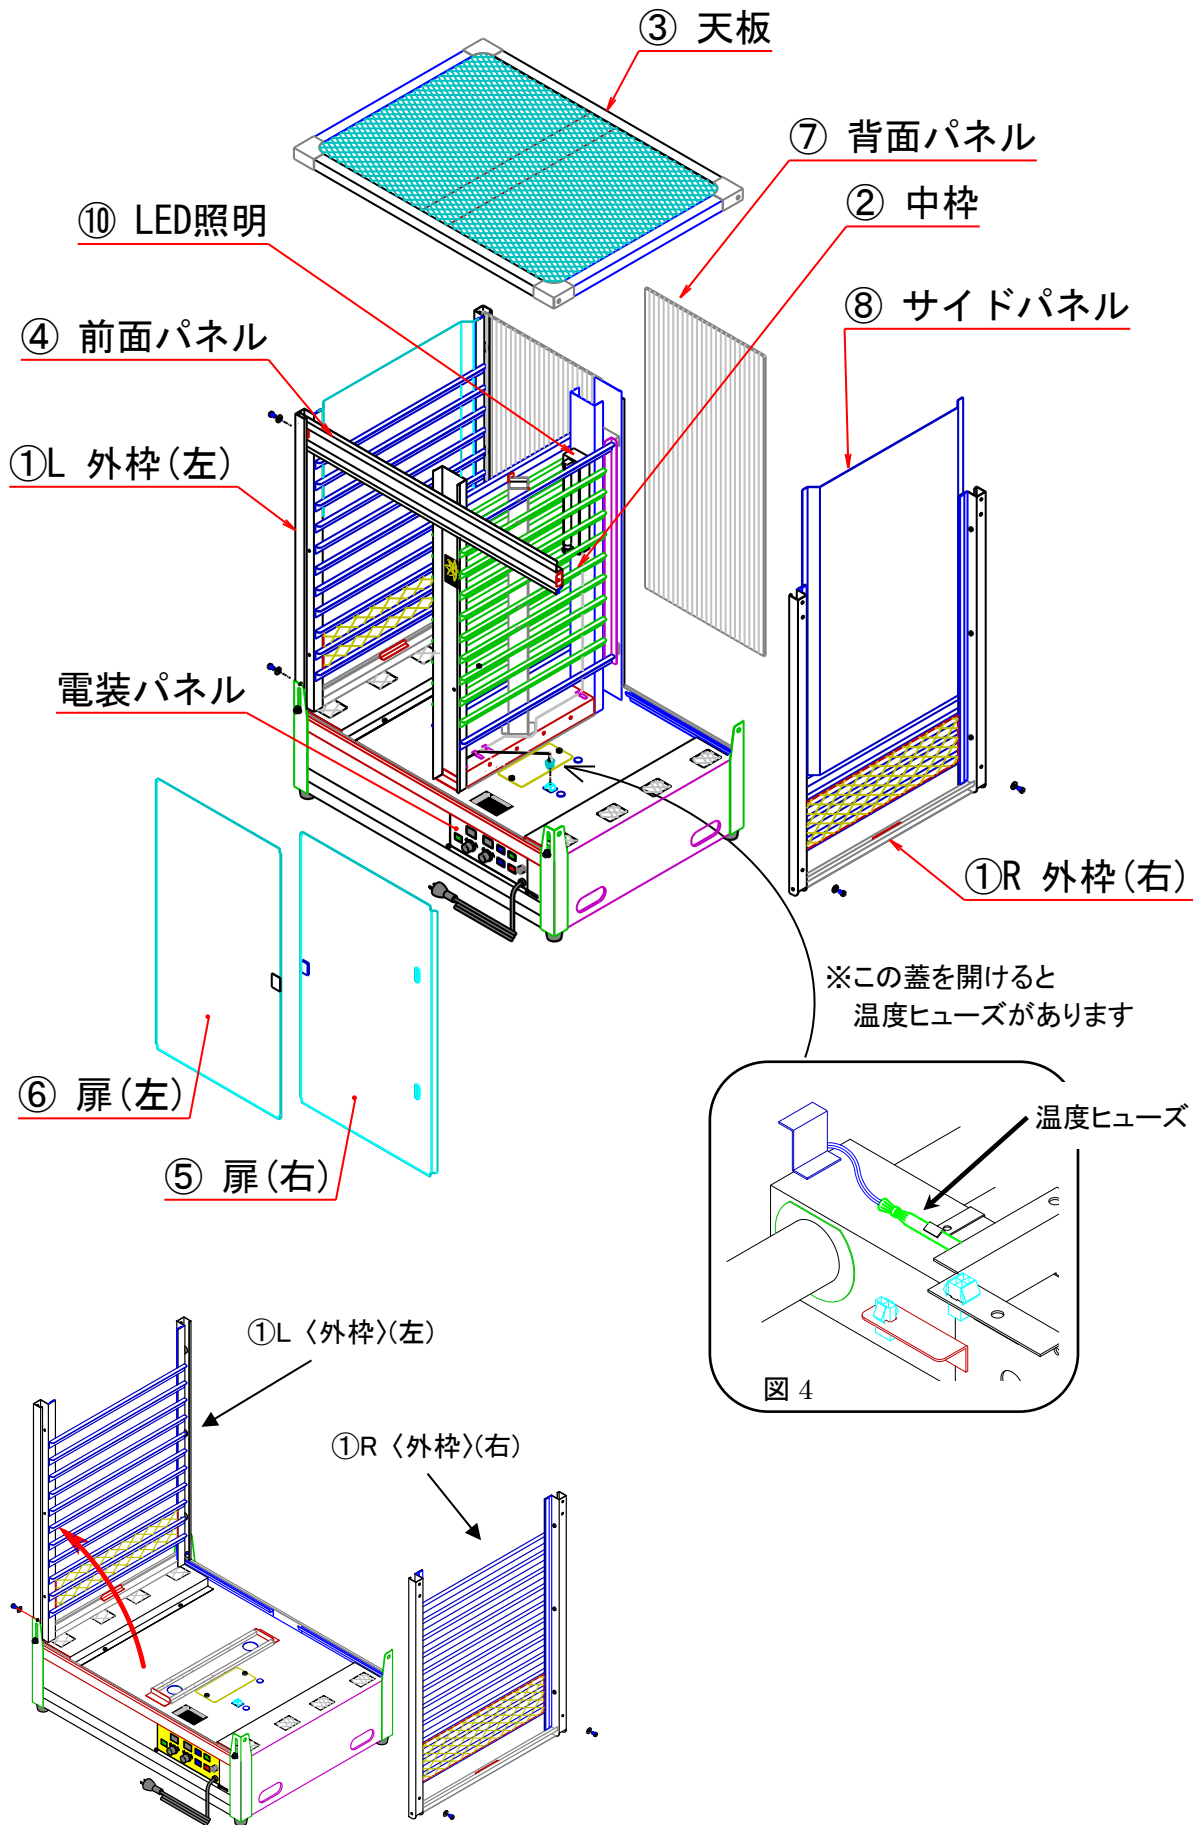 ③ 天板
⑦ 背面パネル
② 中枠
⑩ LED照明
⑧ サイドパネル
④ 前面パネル
①L 外枠(左)
電装パネル
①R 外枠(右)
※この蓋を開けると
温度ヒューズがあります
⑥ 扉(左)
⑤ 扉(右)
温度ヒューズ
図 4
①L〈外枠〉(左)
①R〈外枠〉(右)